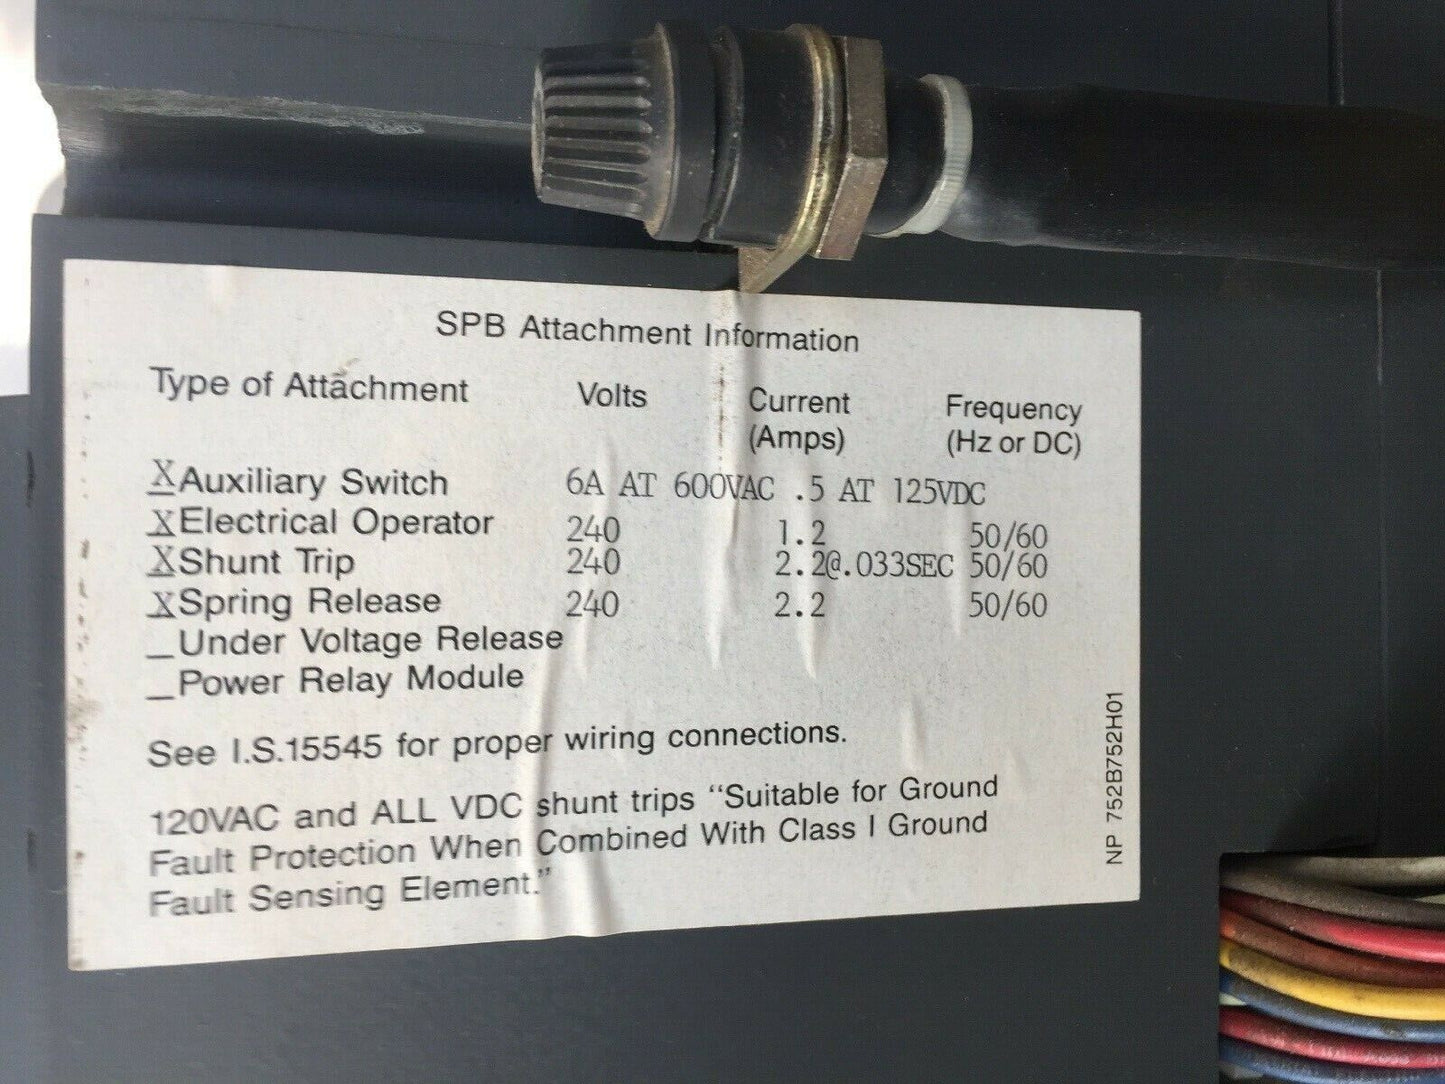 SPB Attachment Information
Type of Attachment Volts Current (Amps) Frequency (Hz or DC)
X Auxiliary Switch 6A AT 600VAC .5 AT 125VDC
X Electrical Operator 240 1.2 50/60
X Shunt Trip 240 2.2@.033SEC 50/60
X Spring Release 240 2.2 50/60
_Under Voltage Release
_Power Relay Module
See I.S.15545 for proper wiring connections.
120VAC and ALL VDC shunt trips "Suitable for Ground
Fault Protection When Combined With Class I Ground
Fault Sensing Element."
NP 752B752H01